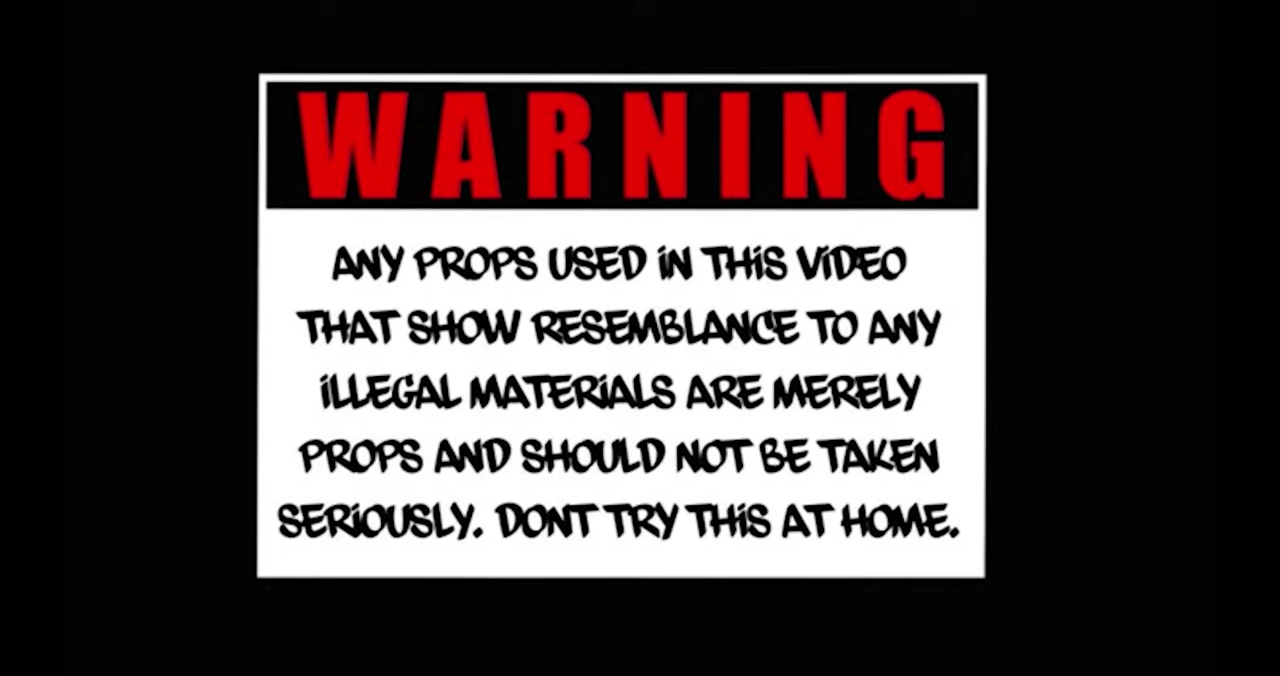 WARNING
ANY PROPS USED iN THiS ViDEO
THAT SHOW RESEMBLANCE TO ANY
iLLEGAL MATERiALS ARE MERELY
PROPS AND SHOULD NOT BE TAKEN
SERiOUSLY. DONT TRY THiS AT HOME.